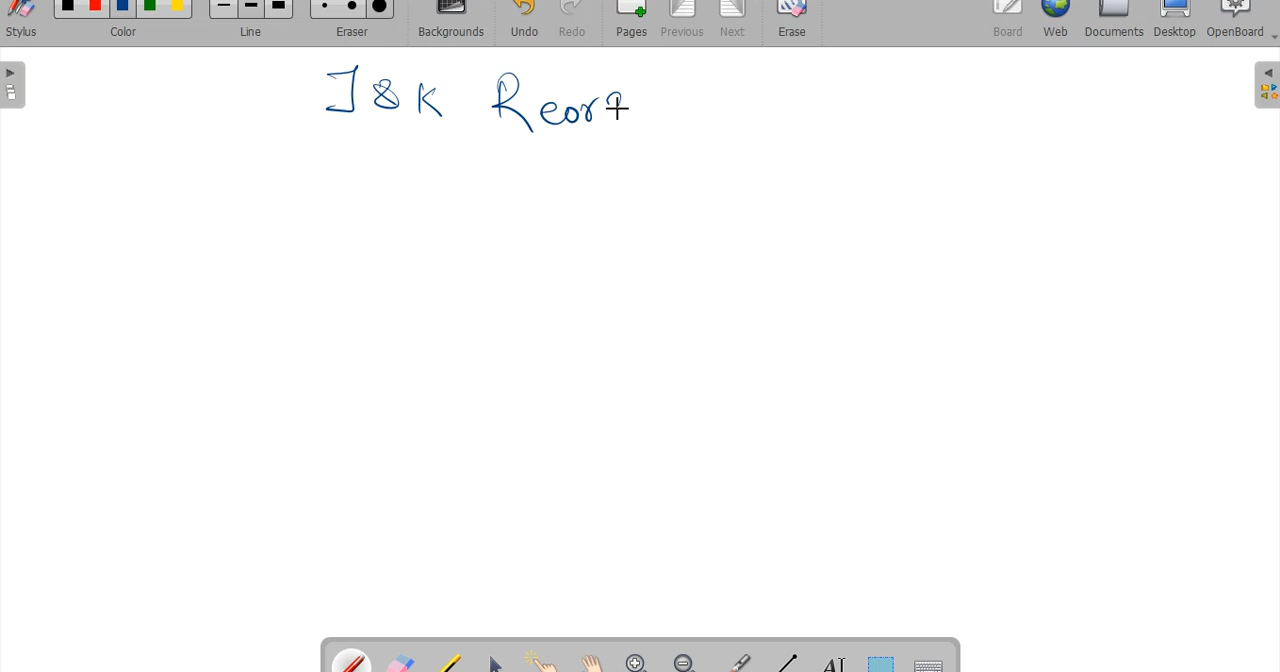 Stylus Color Line Eraser Backgrounds Undo Redo Pages Previous Next Erase Board Web Documents Desktop OpenBoard
J & K Reor